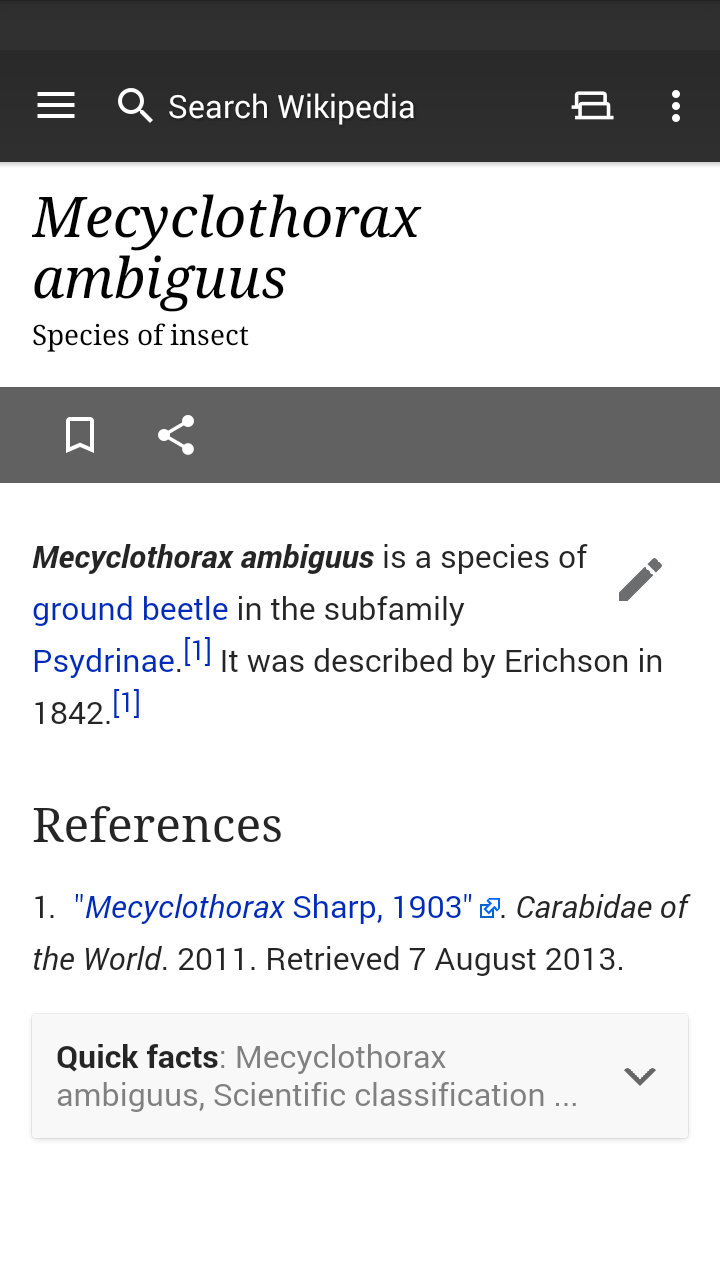 Search Wikipedia
Mecyclothorax
ambiguus
Species of insect
Mecyclothorax ambiguus is a species of
ground beetle in the subfamily
Psydrinae.[1] It was described by Erichson in
1842.[1]
References
1. "Mecyclothorax Sharp, 1903" . Carabidae of
the World. 2011. Retrieved 7 August 2013.
Quick facts: Mecyclothorax
ambiguus, Scientific classification ...